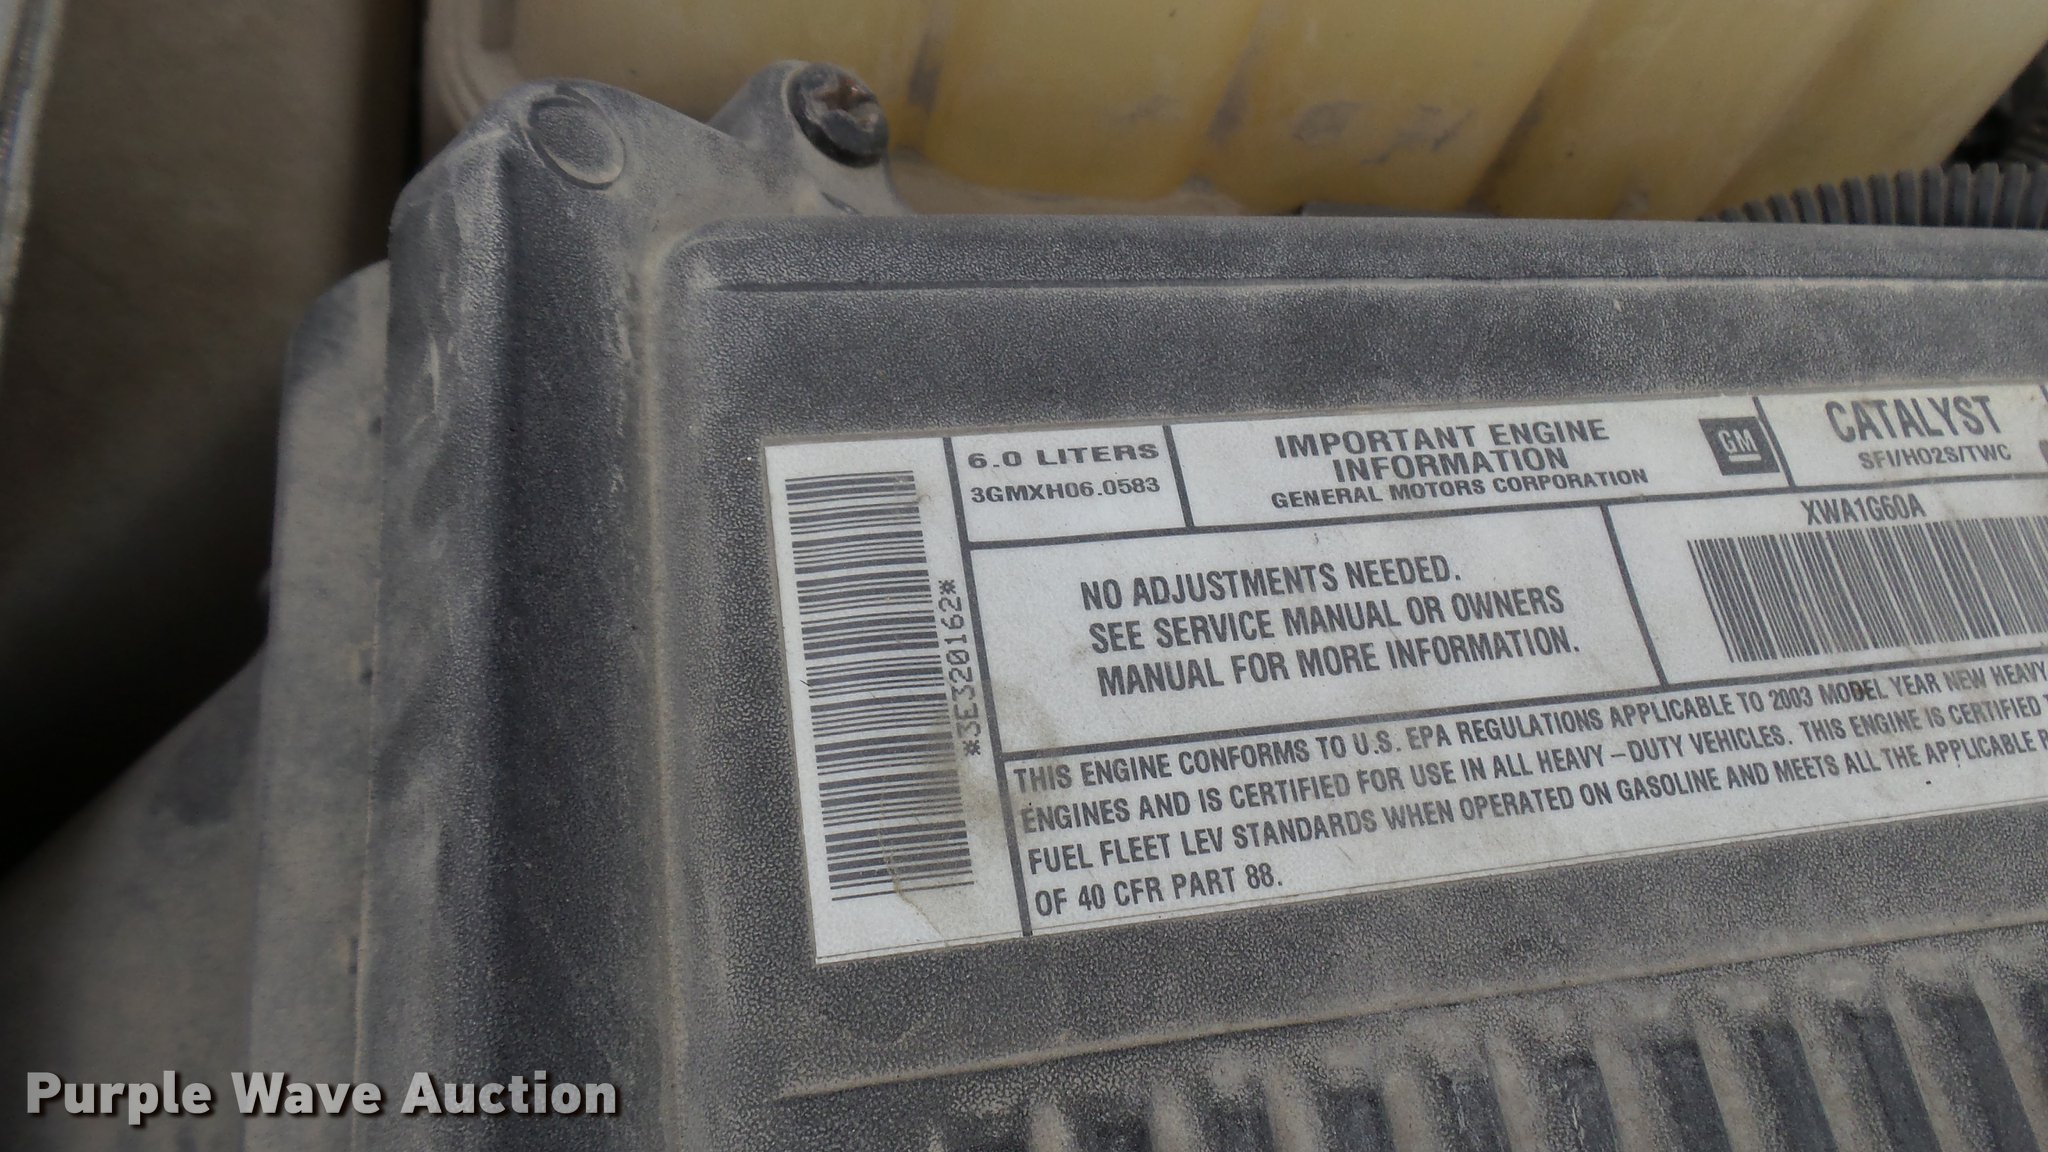 6.0 LITERS
3GMXH06.0583
IMPORTANT ENGINE
INFORMATION
GENERAL MOTORS CORPORATION
GM
CATALYST
SFI/HO2S/TWC
XWA1G60A
*3E320162*
NO ADJUSTMENTS NEEDED.
SEE SERVICE MANUAL OR OWNERS
MANUAL FOR MORE INFORMATION.
THIS ENGINE CONFORMS TO U.S. EPA REGULATIONS APPLICABLE TO 2003 MODEL YEAR NEW HEAVY
ENGINES AND IS CERTIFIED FOR USE IN ALL HEAVY-DUTY VEHICLES. THIS ENGINE IS CERTIFIED
FUEL FLEET LEV STANDARDS WHEN OPERATED ON GASOLINE AND MEETS ALL THE APPLICABLE
OF 40 CFR PART 88.
Purple Wave Auction